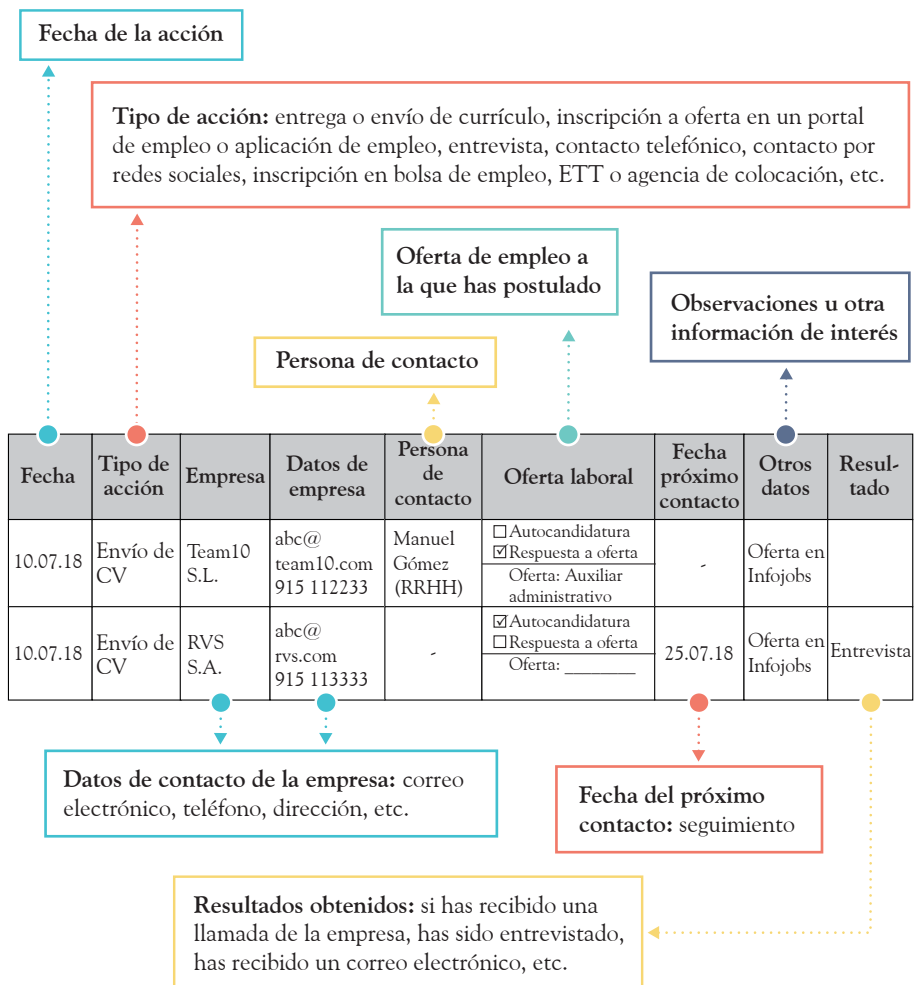 Fecha de la acción
Tipo de acción: entrega o envío de currículo, inscripción a oferta en un portal
de empleo o aplicación de empleo, entrevista, contacto telefónico, contacto por
redes sociales, inscripción en bolsa de empleo, ETT o agencia de colocación, etc.
Oferta de empleo a
la que has postulado
Observaciones u otra
información de interés
Persona de contacto
Fecha
Tipo de
acción
Empresa
Datos de
empresa
Persona
de
contacto
Oferta laboral
Fecha
próximo
contacto
Otros
datos
Resul-
tado
10.07.18
Envío de
CV
Team10
S.L.
abc@
team10.com
915 112233
Manuel
Gómez
(RRHH)
☐ Autocandidatura
☑ Respuesta a oferta
Oferta: Auxiliar
administrativo
-
Oferta en
Infojobs
10.07.18
Envío de
CV
RVS
S.A.
abc@
rvs.com
915 113333
-
☑ Autocandidatura
☐ Respuesta a oferta
Oferta: ________
25.07.18
Oferta en
Infojobs
Entrevista
Datos de contacto de la empresa: correo
electrónico, teléfono, dirección, etc.
Fecha del próximo
contacto: seguimiento
Resultados obtenidos: si has recibido una
llamada de la empresa, has sido entrevistado,
has recibido un correo electrónico, etc.